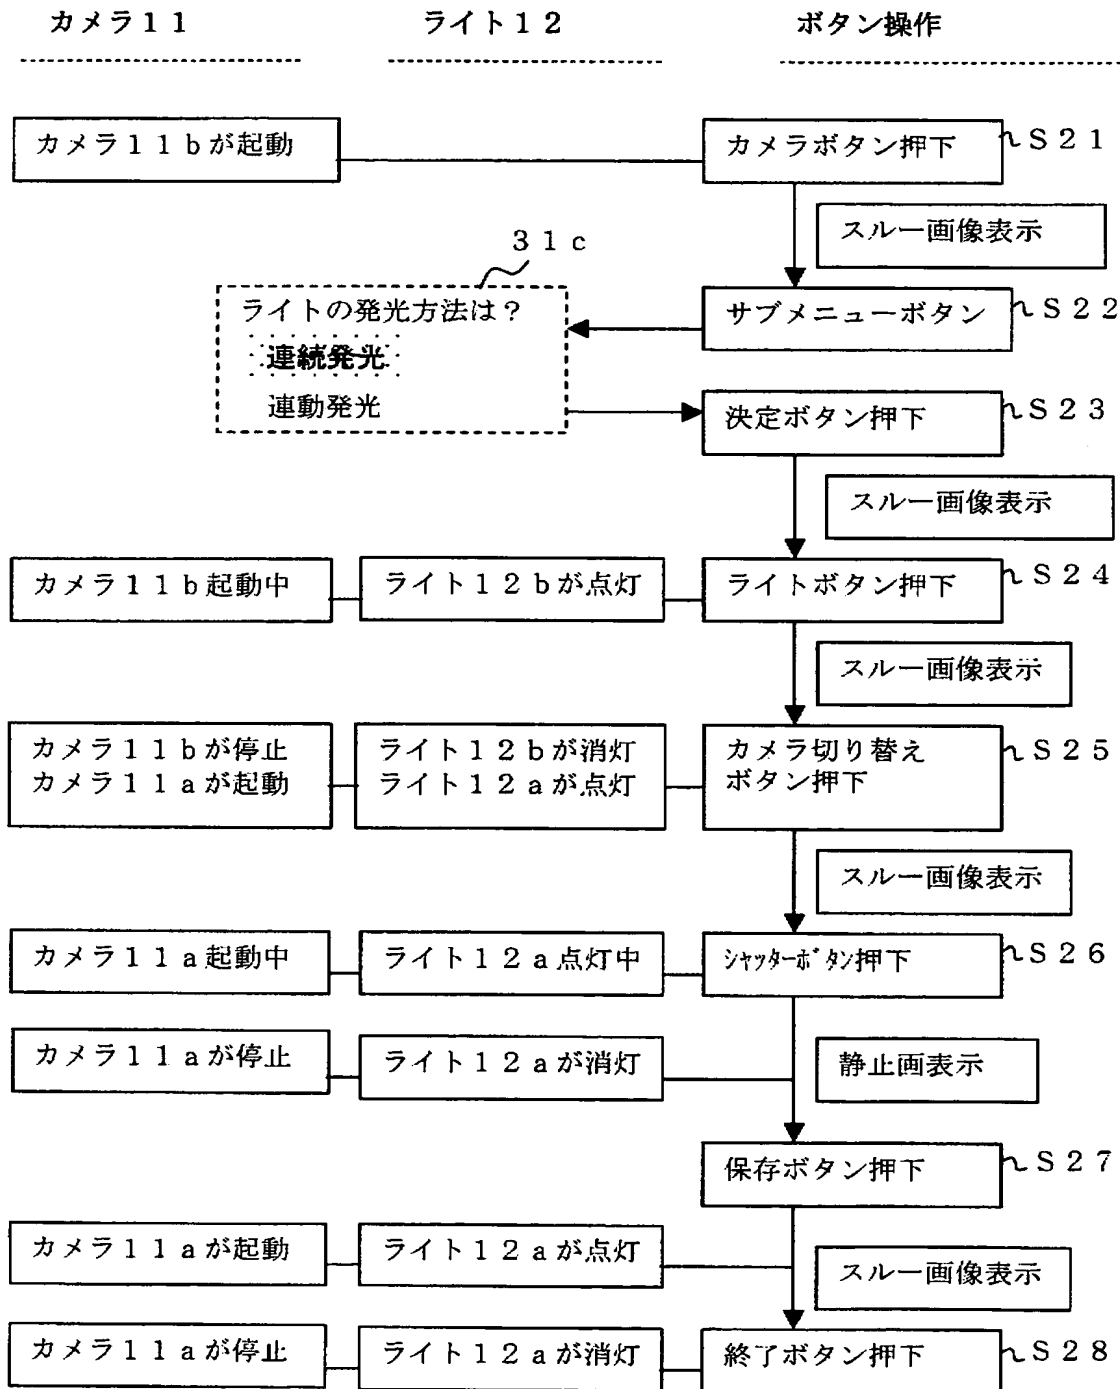 カメラ１１
ライト１２
ボタン操作
カメラ１１ｂが起動
カメラボタン押下
Ｓ２１
スルー画像表示
３１ｃ
ライトの発光方法は？
連続発光
連動発光
サブメニューボタン
Ｓ２２
決定ボタン押下
Ｓ２３
スルー画像表示
カメラ１１ｂ起動中
ライト１２ｂが点灯
ライトボタン押下
Ｓ２４
スルー画像表示
カメラ１１ｂが停止
カメラ１１ａが起動
ライト１２ｂが消灯
ライト１２ａが点灯
カメラ切り替え
ボタン押下
Ｓ２５
スルー画像表示
カメラ１１ａ起動中
ライト１２ａ点灯中
ｼｬｯﾀｰﾎﾞﾀﾝ押下
Ｓ２６
カメラ１１ａが停止
ライト１２ａが消灯
静止画表示
保存ボタン押下
Ｓ２７
カメラ１１ａが起動
ライト１２ａが点灯
スルー画像表示
カメラ１１ａが停止
ライト１２ａが消灯
終了ボタン押下
Ｓ２８